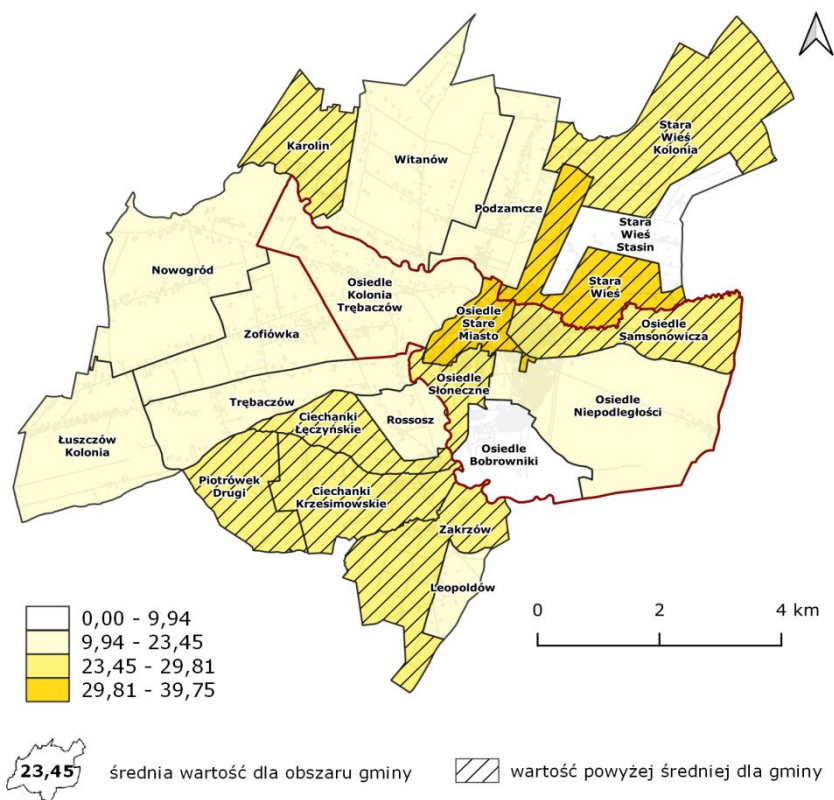 Karolin
Witanów
Stara
Wieś
Kolonia
Podzamcze
Stara
Wieś
Stasin
Nowogród
Osiedle
Kolonia
Trębaczów
Stara
Wieś
Zofiówka
Osiedle
Stare
Miasto
Osiedle
Samsonowicza
Osiedle
Słoneczne
Osiedle
Niepodległości
Trębaczów
Ciechanki
Łęczyńskie
Rossosz
Łuszczów
Kolonia
Osiedle
Bobrowniki
Piotrówek
Drugi
Ciechanki
Krzesimowskie
Zakrzów
Leopoldów
0,00 - 9,94
9,94 - 23,45
23,45 - 29,81
29,81 - 39,75
0 2 4 km
23,45 średnia wartość dla obszaru gminy
wartość powyżej średniej dla gminy